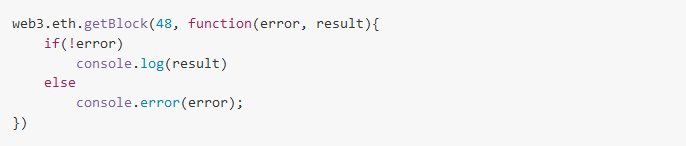 web3.eth.getBlock(48, function(error, result){
    if(!error)
        console.log(result)
    else
        console.error(error);
})